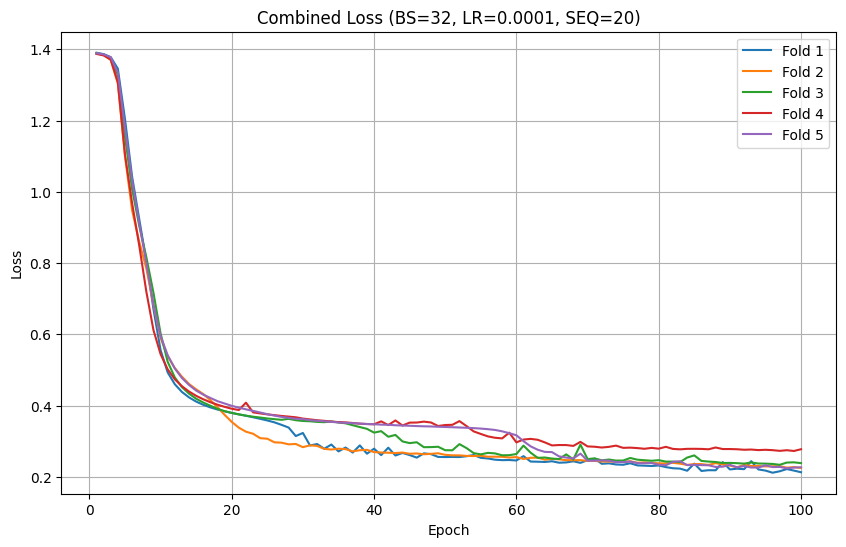 Combined Loss (BS=32, LR=0.0001, SEQ=20)
Fold 1
Fold 2
Fold 3
Fold 4
Fold 5
Loss
1.4
1.2
1.0
0.8
0.6
0.4
0.2
0 20 40 60 80 100
Epoch